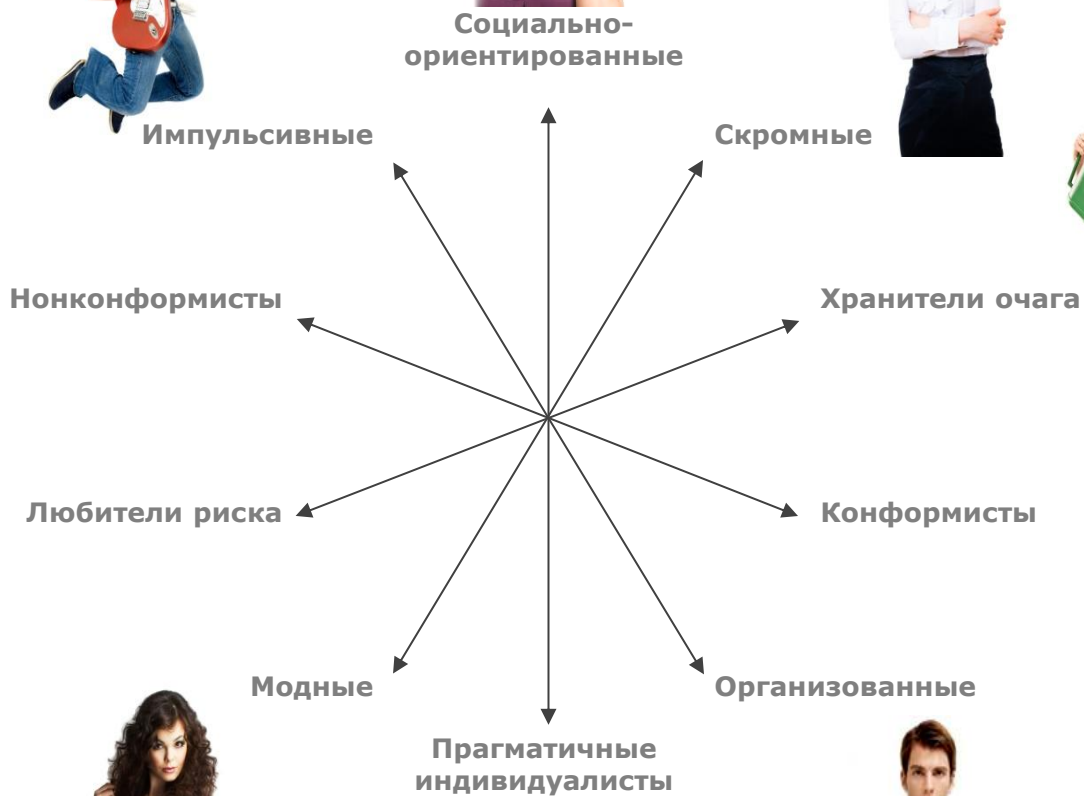 Социально-
ориентированные
Импульсивные
Скромные
Нонконформисты
Хранители очага
Любители риска
Конформисты
Модные
Организованные
Прагматичные
индивидуалисты